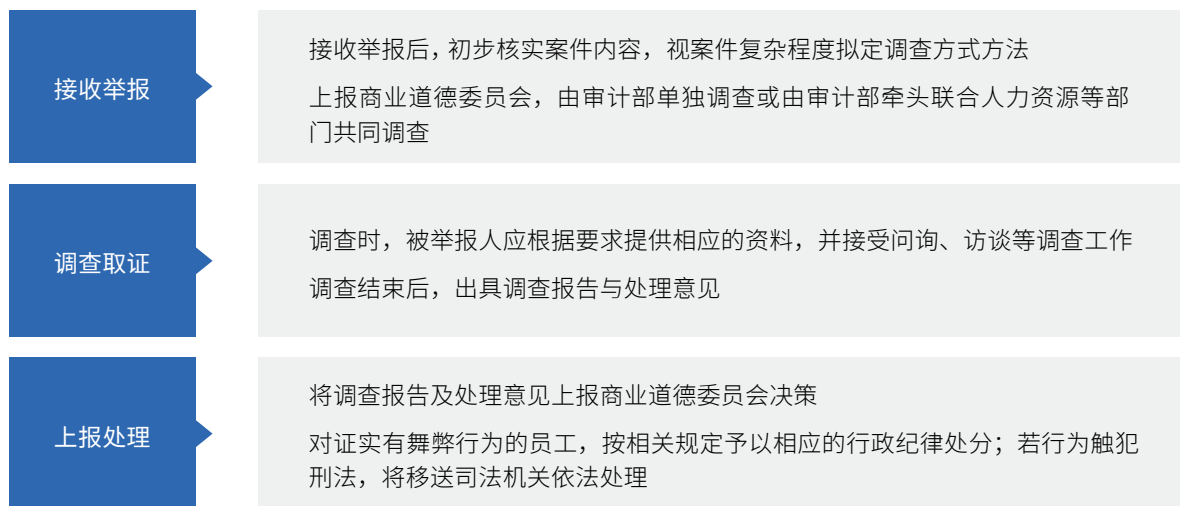 接收举报
接收举报后，初步核实案件内容，视案件复杂程度拟定调查方式方法
上报商业道德委员会，由审计部单独调查或由审计部牵头联合人力资源等部
门共同调查
调查取证
调查时，被举报人应根据要求提供相应的资料，并接受问询、访谈等调查工作
调查结束后，出具调查报告与处理意见
上报处理
将调查报告及处理意见上报商业道德委员会决策
对证实有舞弊行为的员工，按相关规定予以相应的行政纪律处分；若行为触犯
刑法，将移送司法机关依法处理